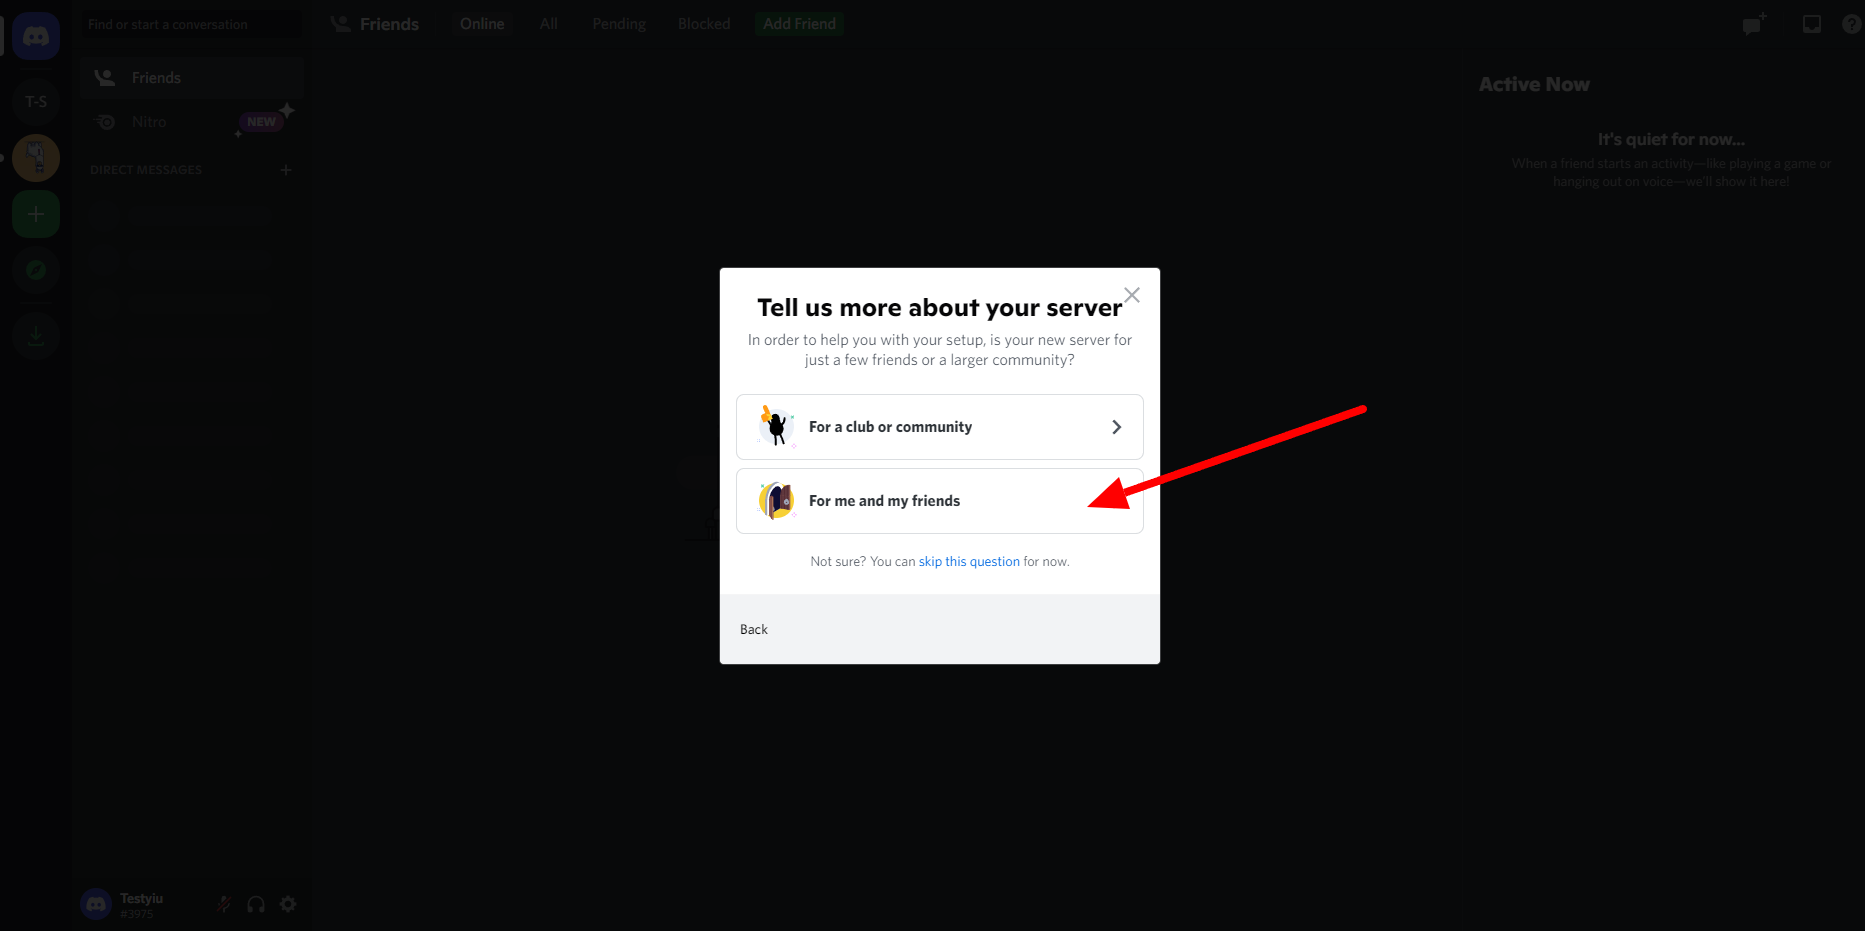 Find or start a conversation
Friends
Online
All
Pending
Blocked
Add Friend
T-S
Friends
Nitro
NEW
DIRECT MESSAGES
Active Now
It's quiet for now...
When a friend starts an activity—like playing a game or
hanging out on voice—we'll show it here!
Tell us more about your server
In order to help you with your setup, is your new server for
just a few friends or a larger community?
For a club or community
For me and my friends
Not sure? You can skip this question for now.
Back
Testyiu
#3975